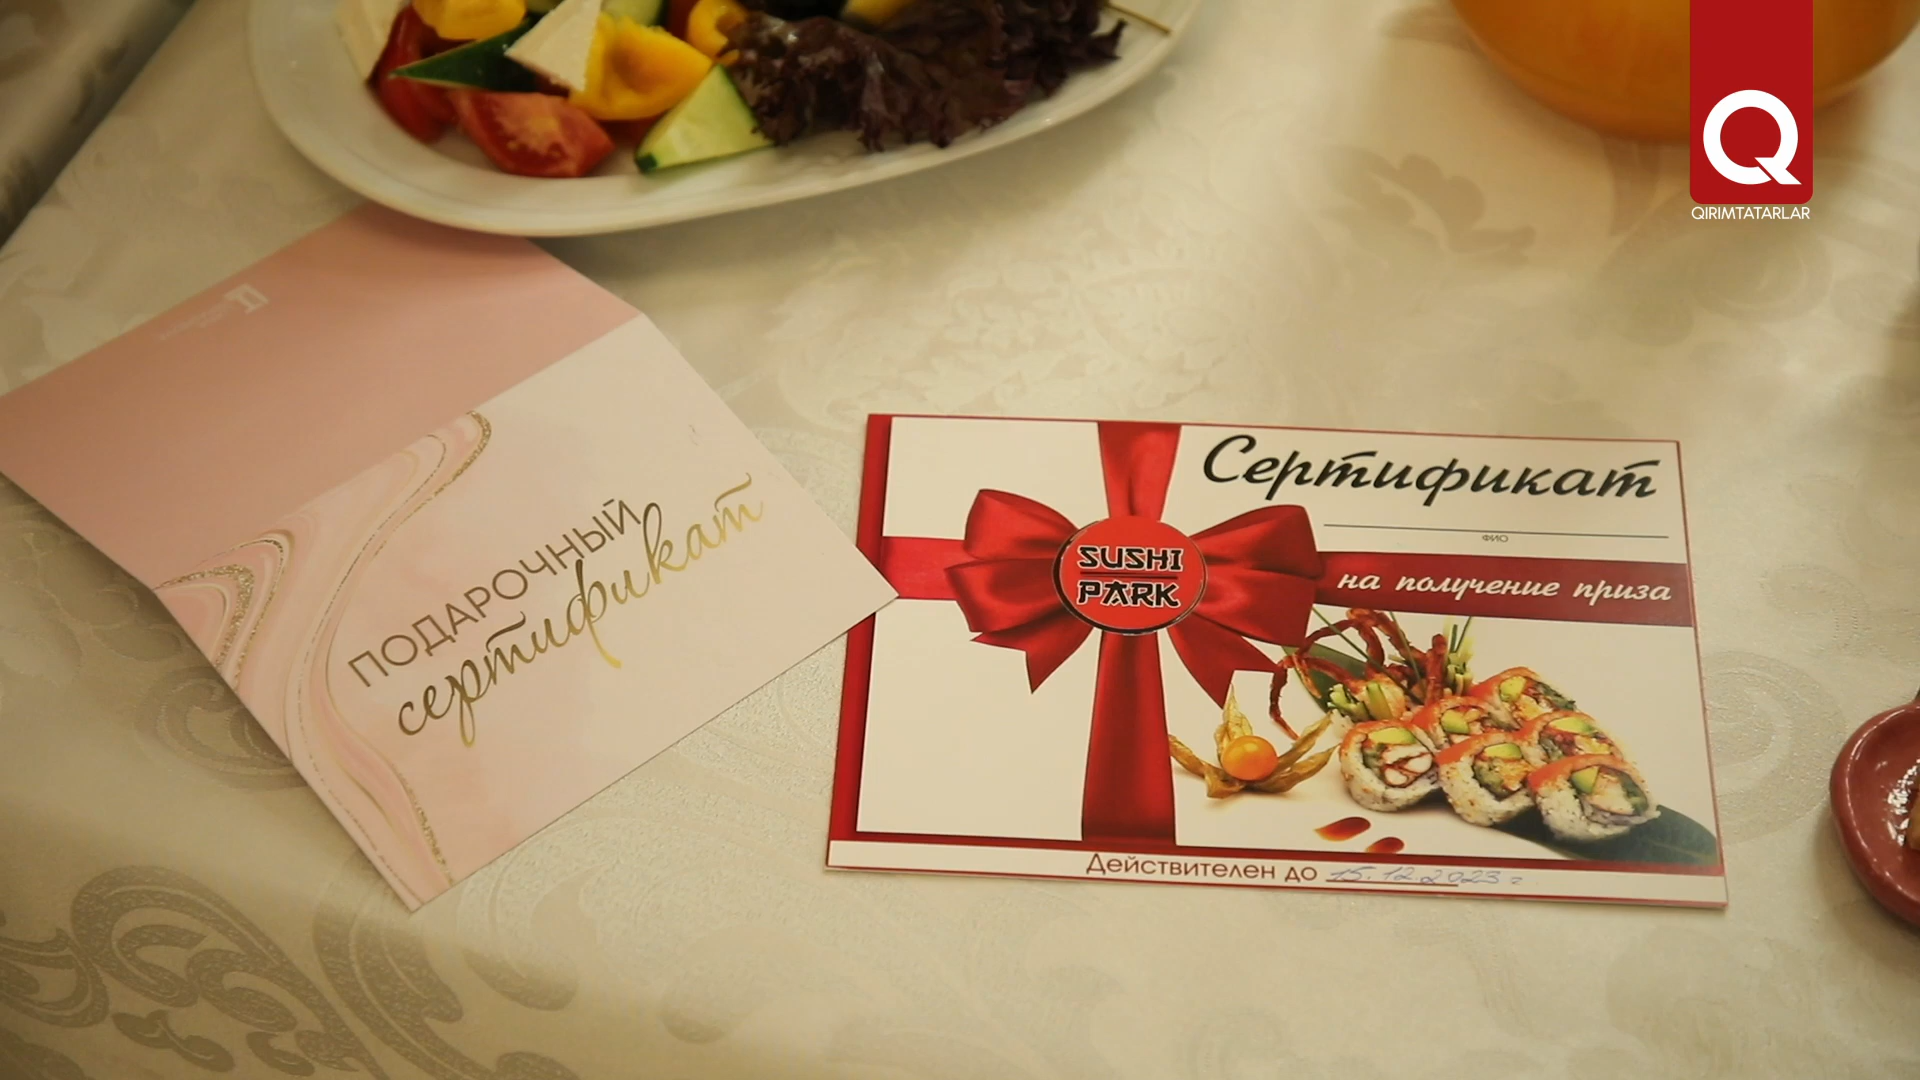 QIRIMTATARLAR
ПОДАРОЧНЫЙ
сертификат
Сертификат
ФИО
SUSHI
PARK
на получение приза
Действителен до 15.12.2023 г